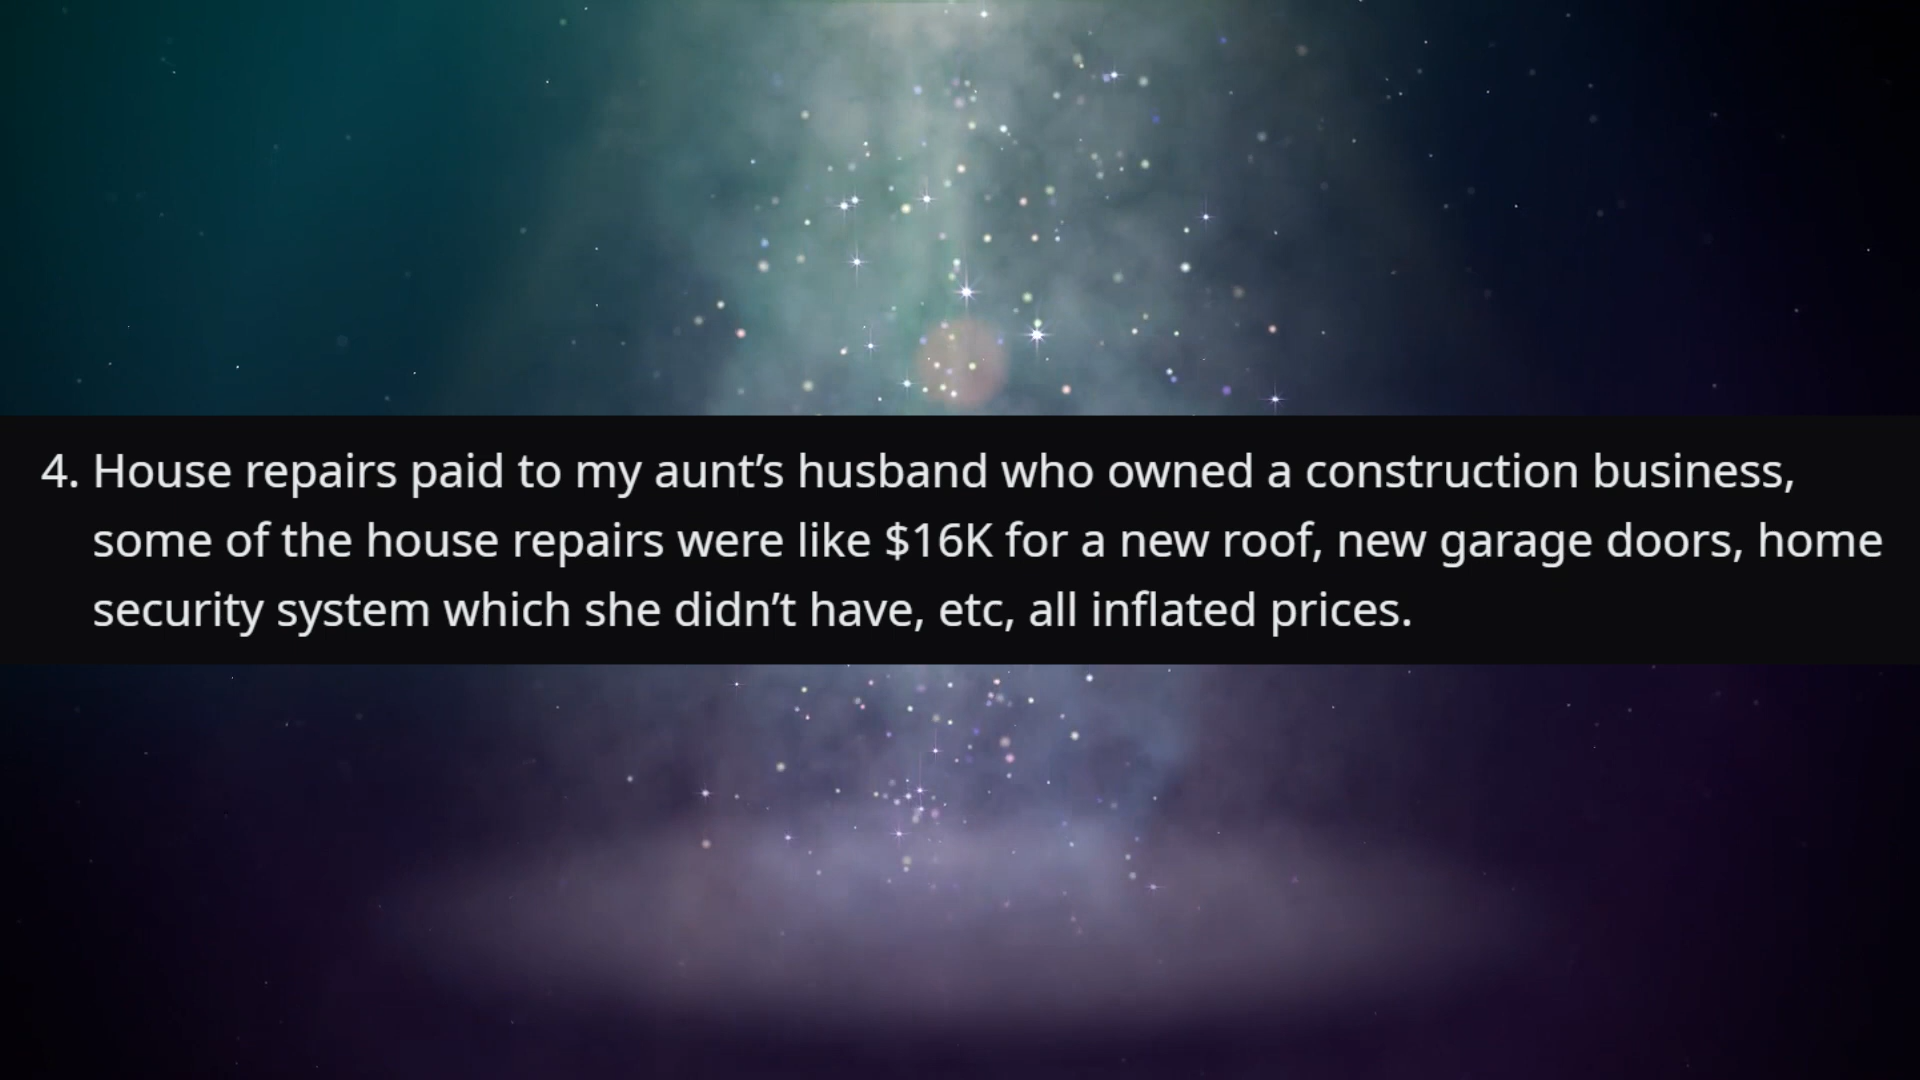 4. House repairs paid to my aunt’s husband who owned a construction business,
some of the house repairs were like $16K for a new roof, new garage doors, home
security system which she didn’t have, etc, all inflated prices.